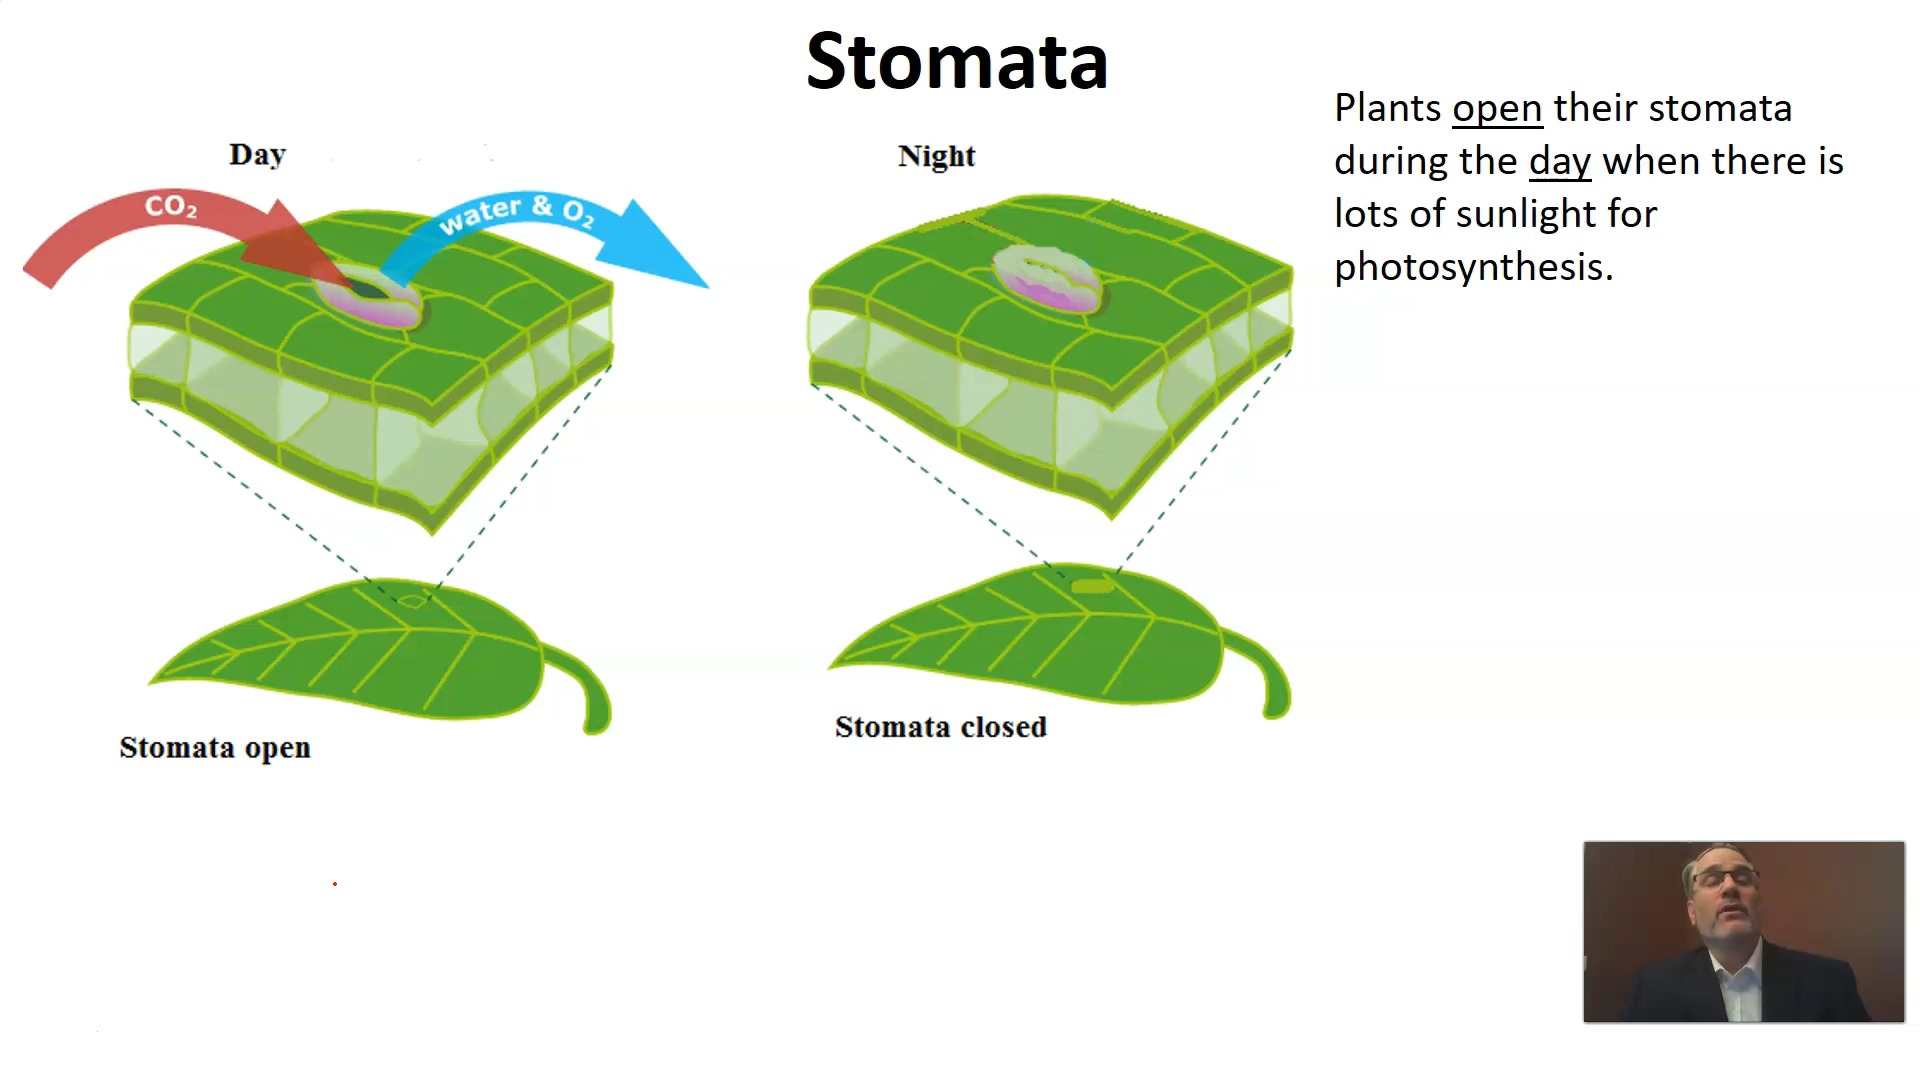 Stomata
Plants open their stomata
during the day when there is
lots of sunlight for
photosynthesis.
Day
Night
CO₂
water & O₂
Stomata open
Stomata closed